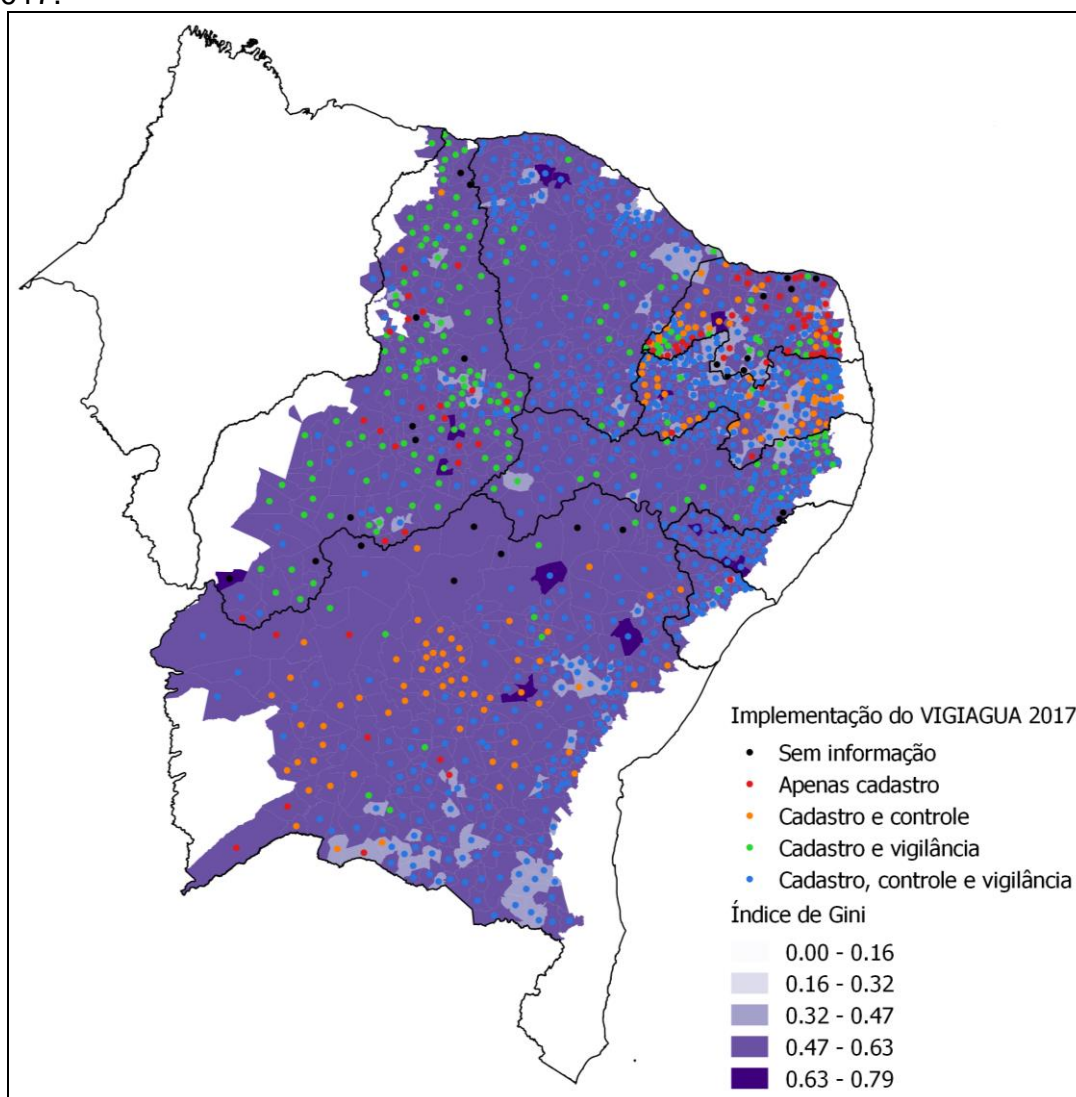 Implementação do VIGIAGUA 2017
Sem informação
Apenas cadastro
Cadastro e controle
Cadastro e vigilância
Cadastro, controle e vigilância
Índice de Gini
0.00 - 0.16
0.16 - 0.32
0.32 - 0.47
0.47 - 0.63
0.63 - 0.79